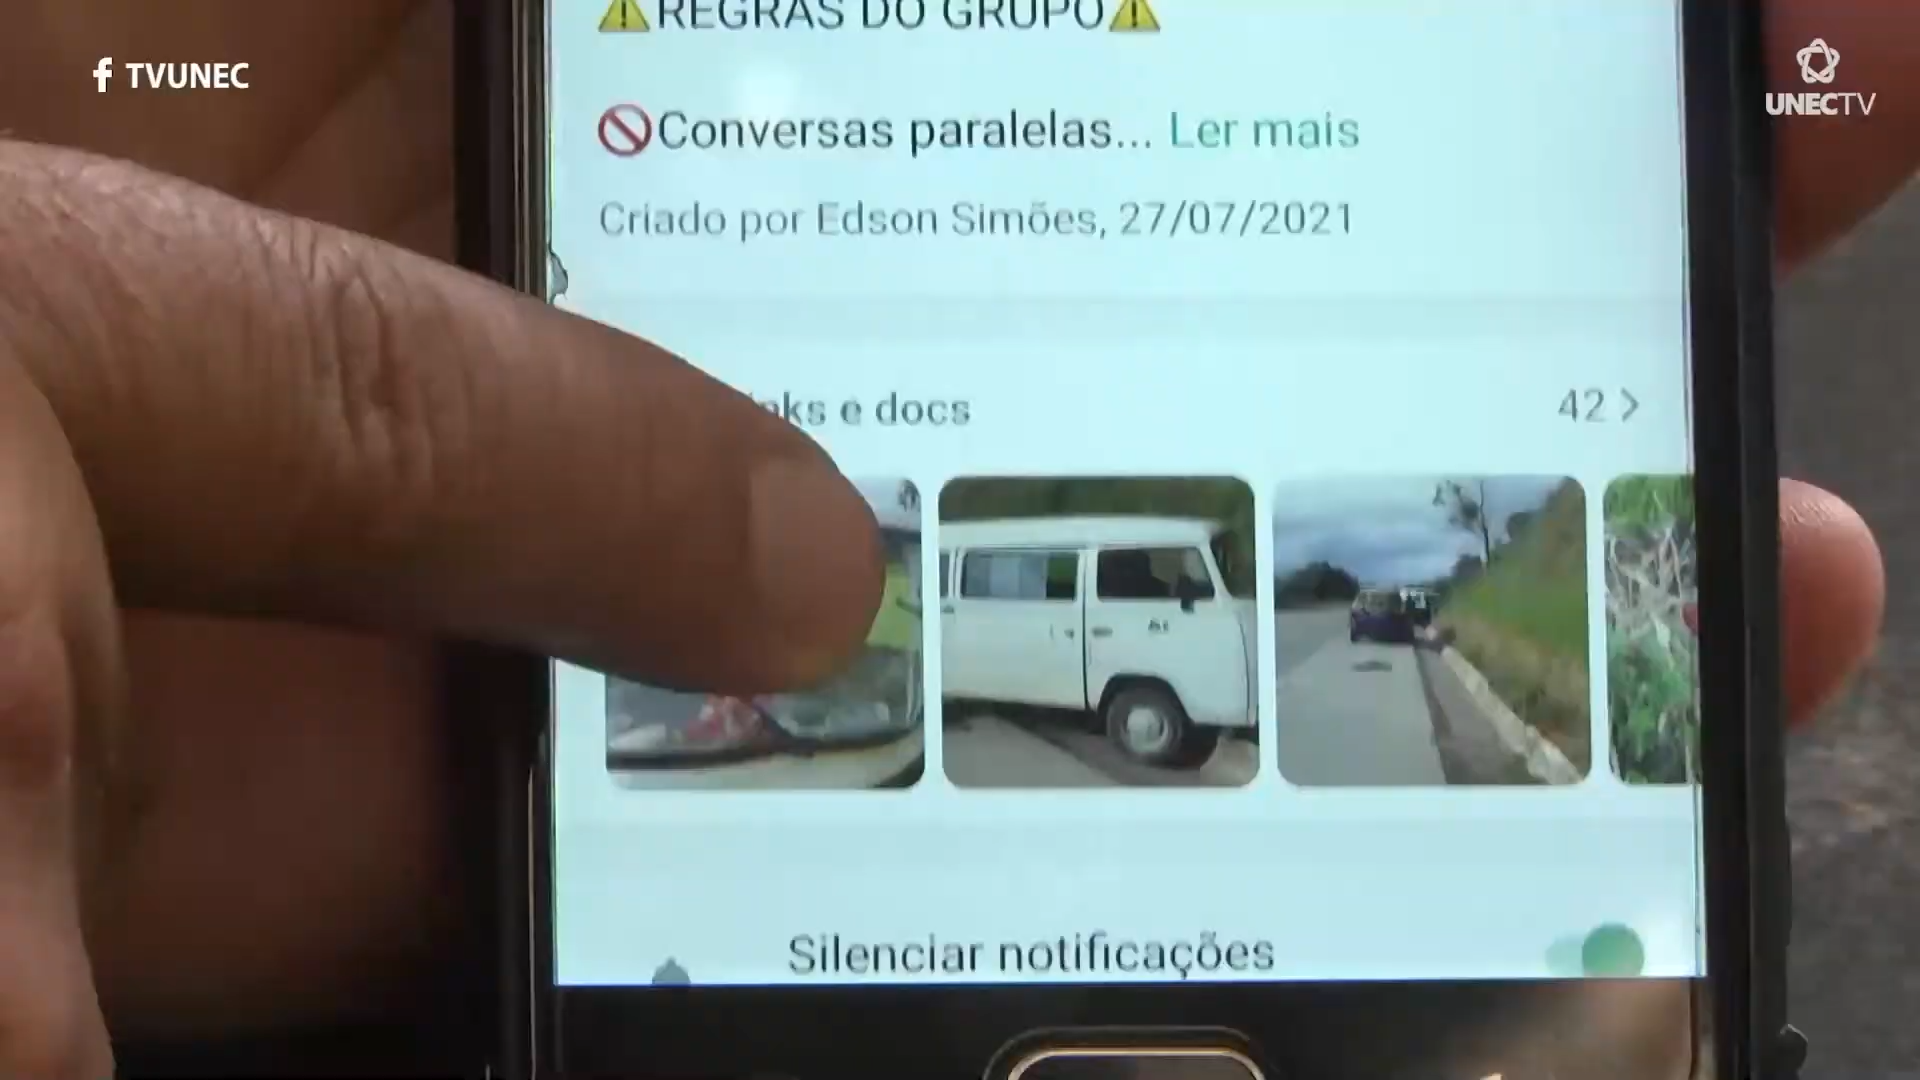 ⚠️REGRAS DO GRUPO⚠️
f TVUNEC
UNECTV
🚫Conversas paralelas... Ler mais
Criado por Edson Simões, 27/07/2021
e docs
42 >
Silenciar notificações